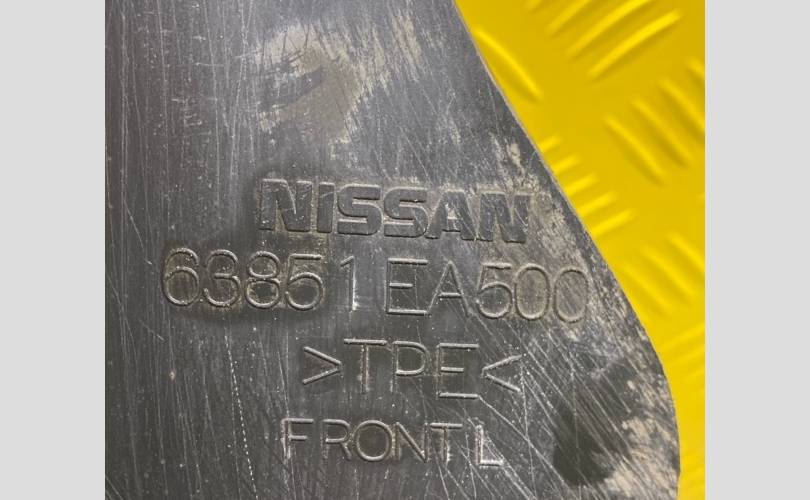 NISSAN
63851 EA500
>TPE<
FRONT L